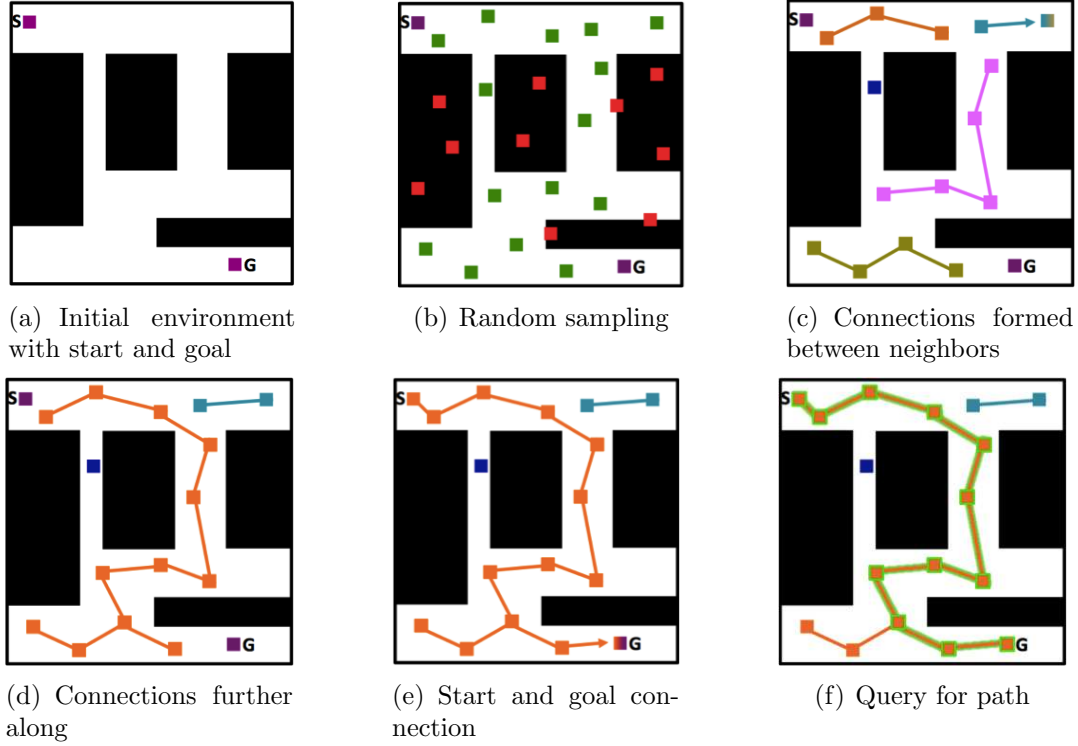 S
G
(a) Initial environment
with start and goal
S
G
(b) Random sampling
S
G
(c) Connections formed
between neighbors
S
G
(d) Connections further
along
S
G
(e) Start and goal con-
nection
S
G
(f) Query for path